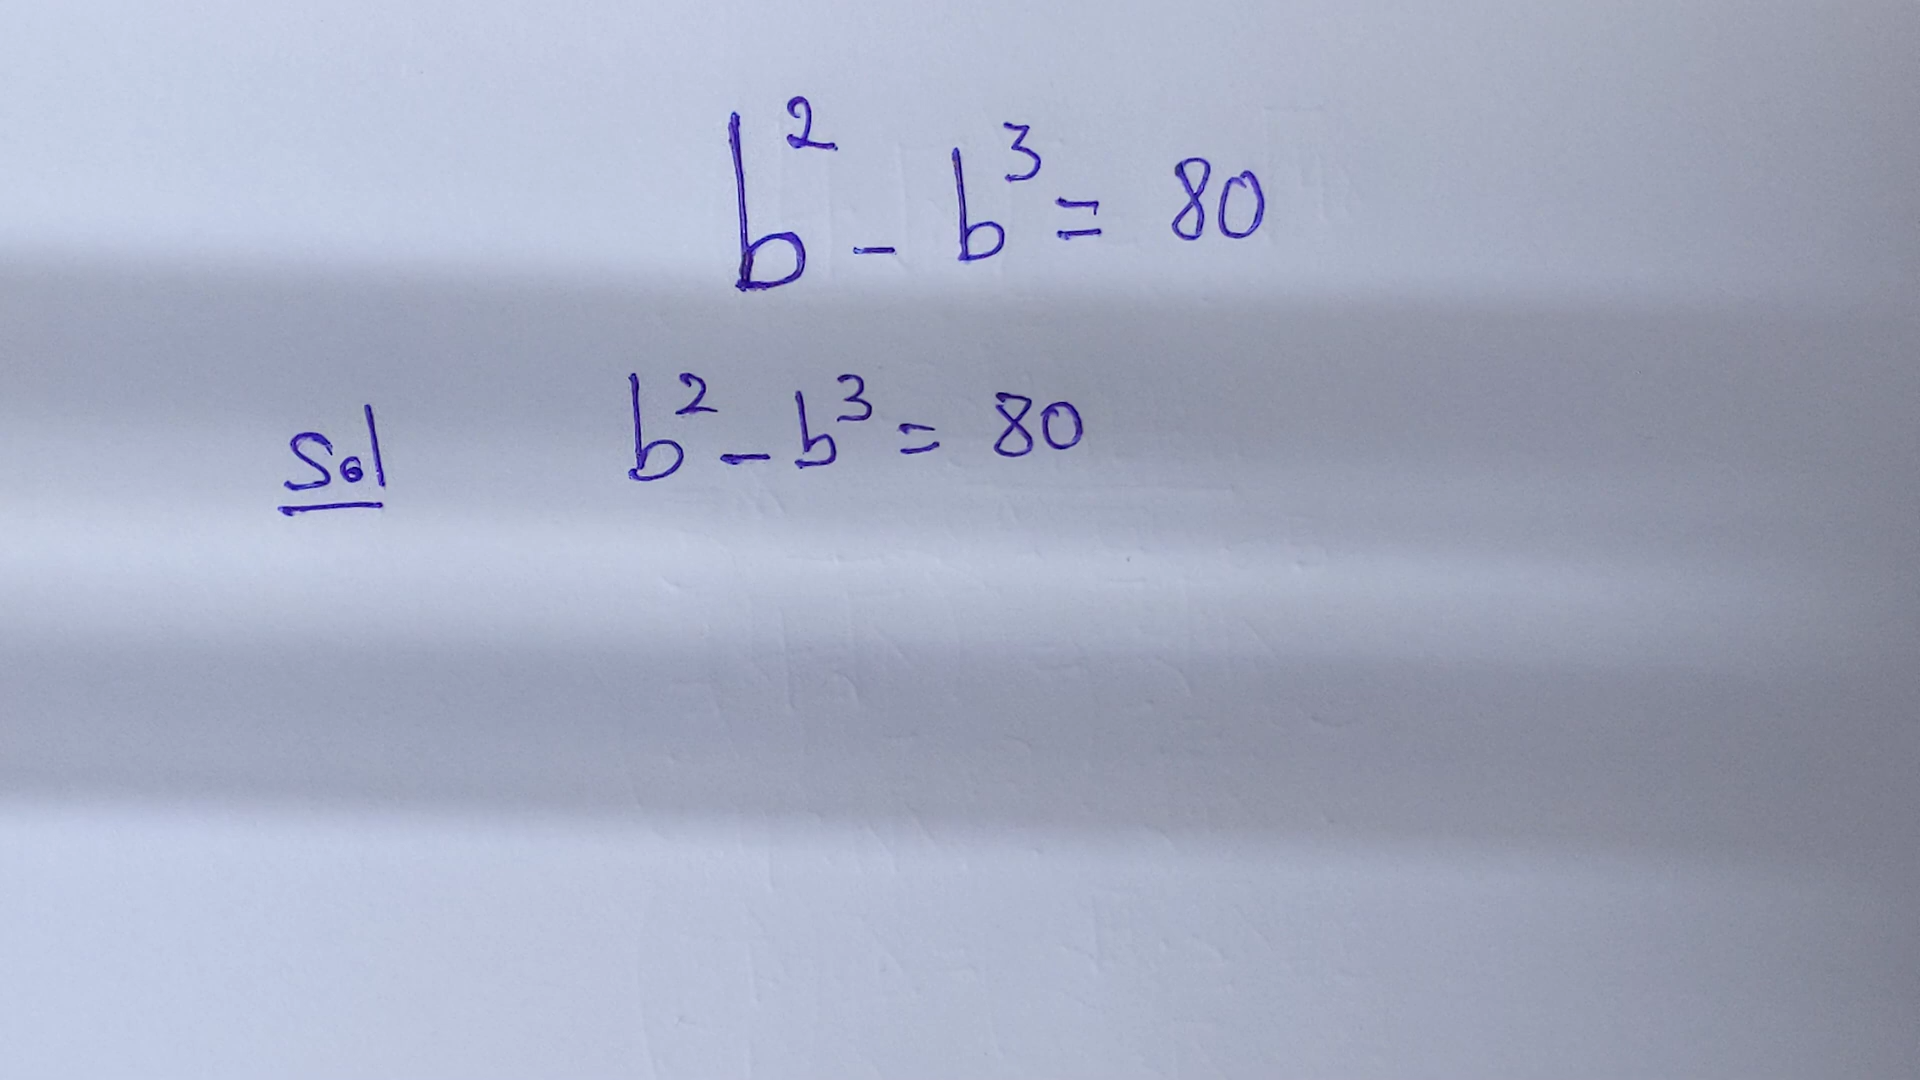 b² - b³ = 80
Sol b² - b³ = 80